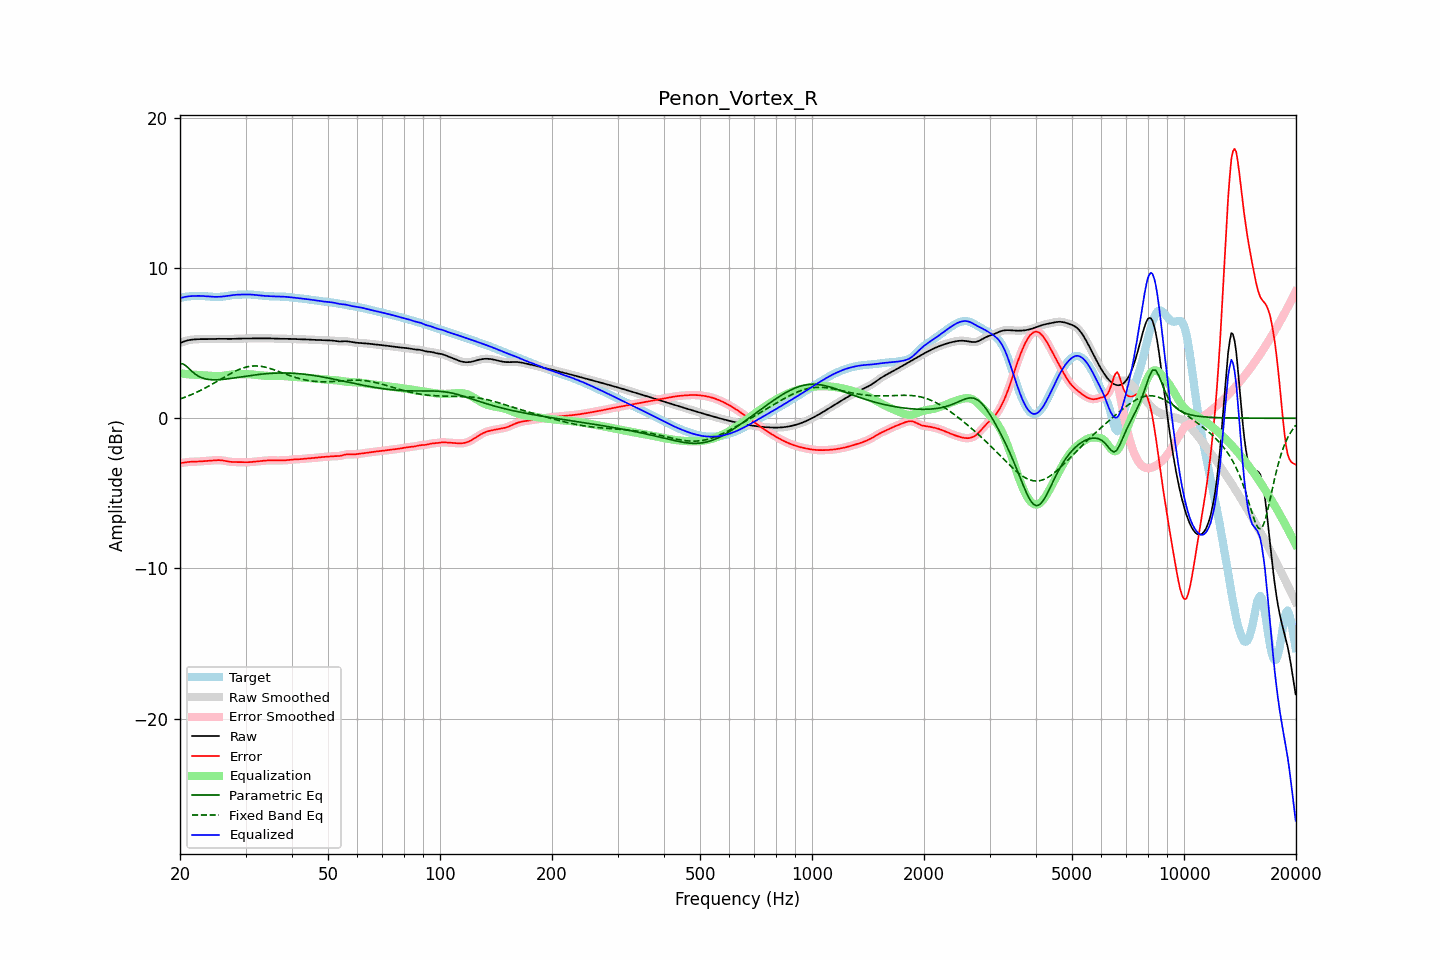 Penon_Vortex_R
20
10
0
−10
−20
Amplitude (dBr)
Target
Raw Smoothed
Error Smoothed
Raw
Error
Equalization
Parametric Eq
Fixed Band Eq
Equalized
20 50 100 200 500 1000 2000 5000 10000 20000
Frequency (Hz)